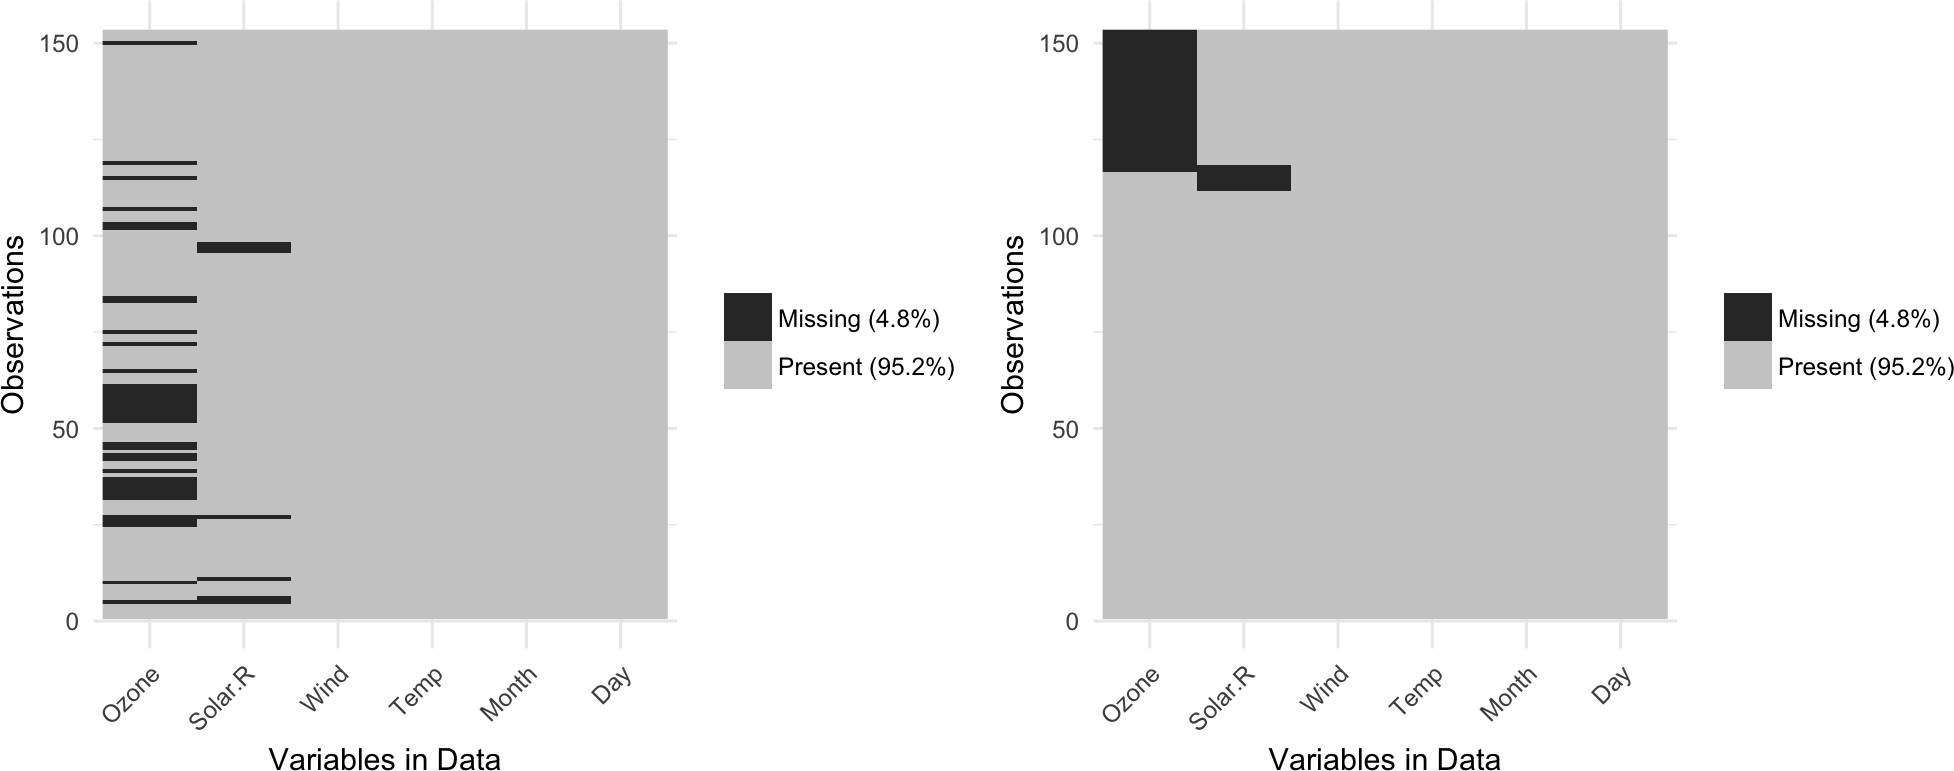 150
100
50
0
Observations
Ozone
Solar.R
Wind
Temp
Month
Day
Variables in Data
Missing (4.8%)
Present (95.2%)
150
100
50
0
Observations
Ozone
Solar.R
Wind
Temp
Month
Day
Variables in Data
Missing (4.8%)
Present (95.2%)